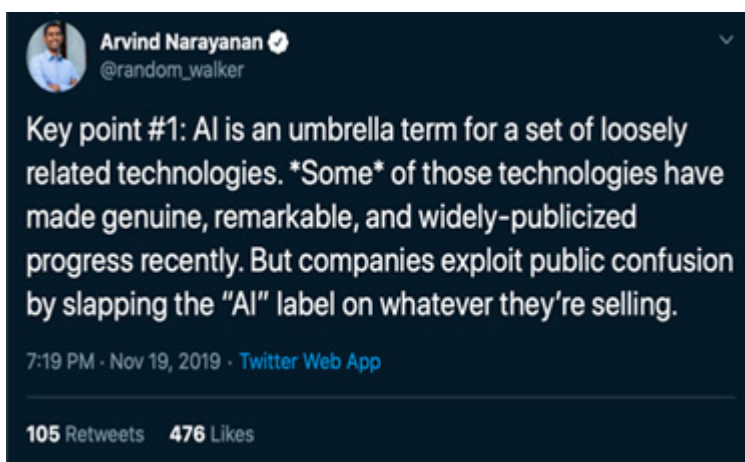 Arvind Narayanan
@random_walker
Key point #1: AI is an umbrella term for a set of loosely
related technologies. *Some* of those technologies have
made genuine, remarkable, and widely-publicized
progress recently. But companies exploit public confusion
by slapping the “AI” label on whatever they’re selling.
7:19 PM · Nov 19, 2019 · Twitter Web App
105 Retweets 476 Likes